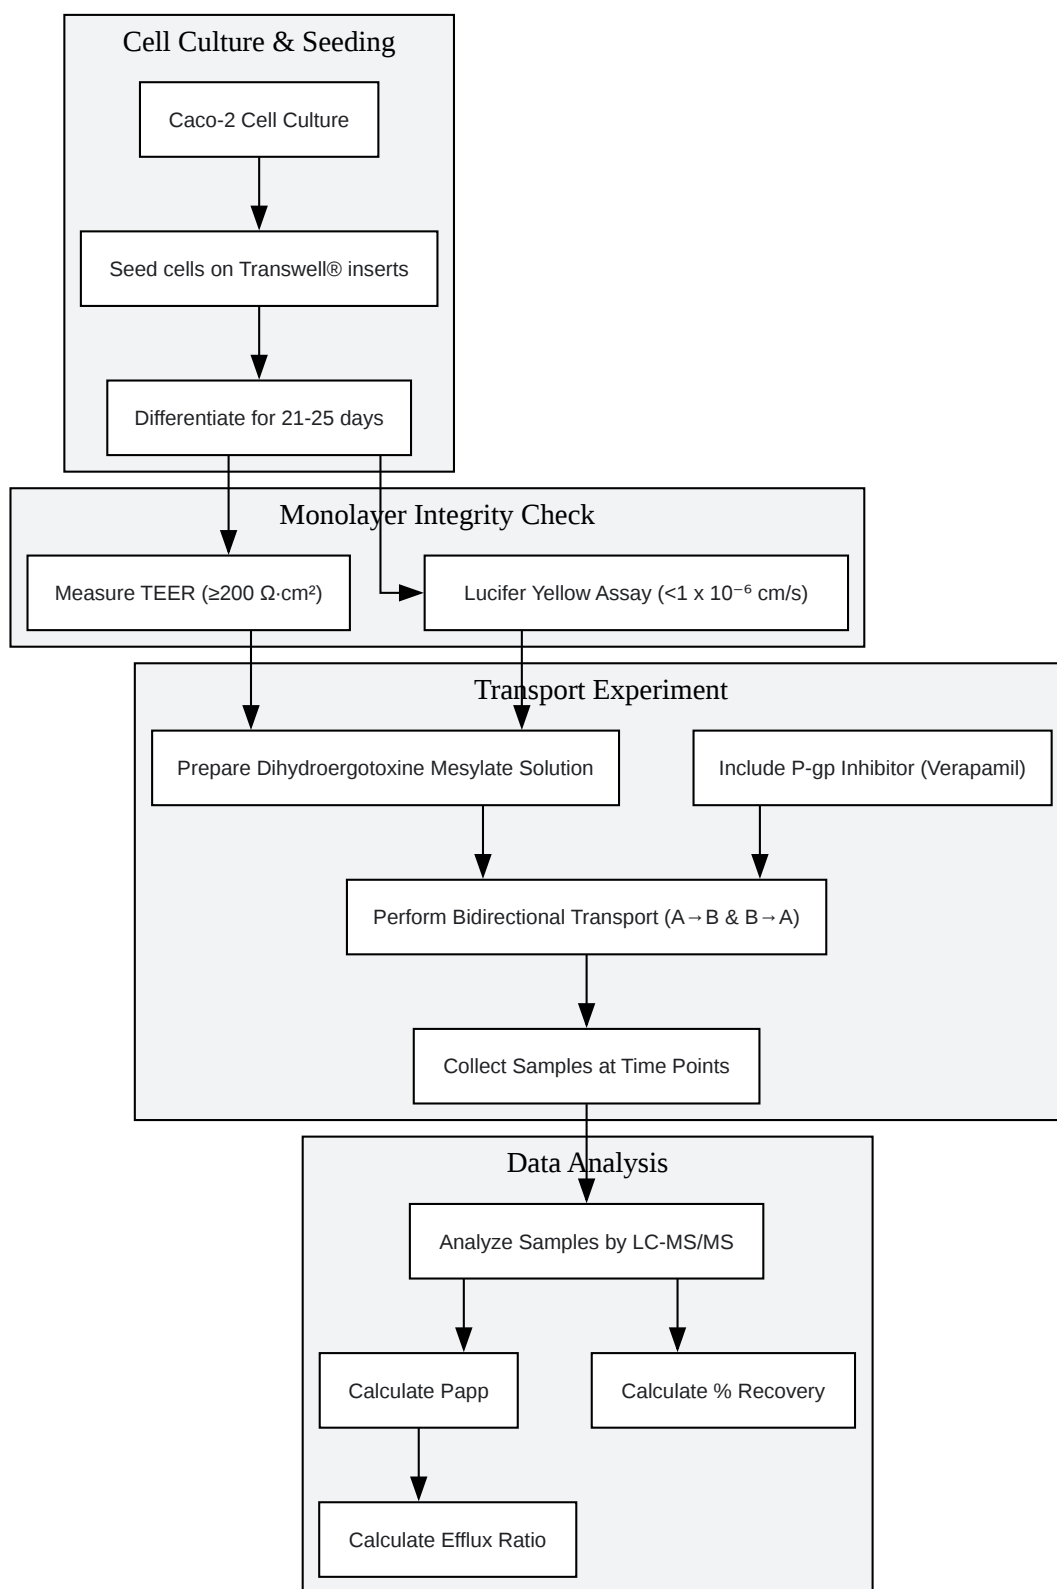 Cell Culture & Seeding
Caco-2 Cell Culture
Seed cells on Transwell® inserts
Differentiate for 21-25 days
Monolayer Integrity Check
Measure TEER (≥200 Ω·cm²)
Lucifer Yellow Assay (<1 x 10⁻⁶ cm/s)
Transport Experiment
Prepare Dihydroergotoxine Mesylate Solution
Include P-gp Inhibitor (Verapamil)
Perform Bidirectional Transport (A→B & B→A)
Collect Samples at Time Points
Data Analysis
Analyze Samples by LC-MS/MS
Calculate Papp
Calculate % Recovery
Calculate Efflux Ratio